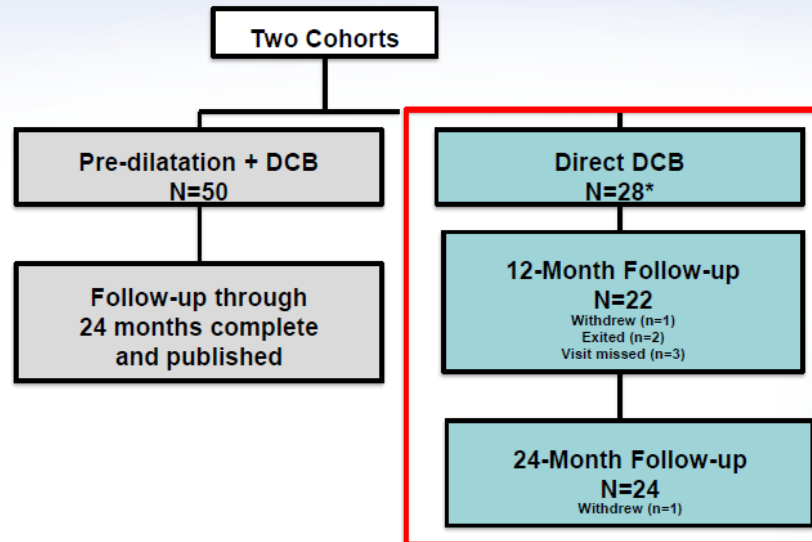 Two Cohorts
Pre-dilatation + DCB
N=50
Follow-up through
24 months complete
and published
Direct DCB
N=28*
12-Month Follow-up
N=22
Withdrew (n=1)
Exited (n=2)
Visit missed (n=3)
24-Month Follow-up
N=24
Withdrew (n=1)